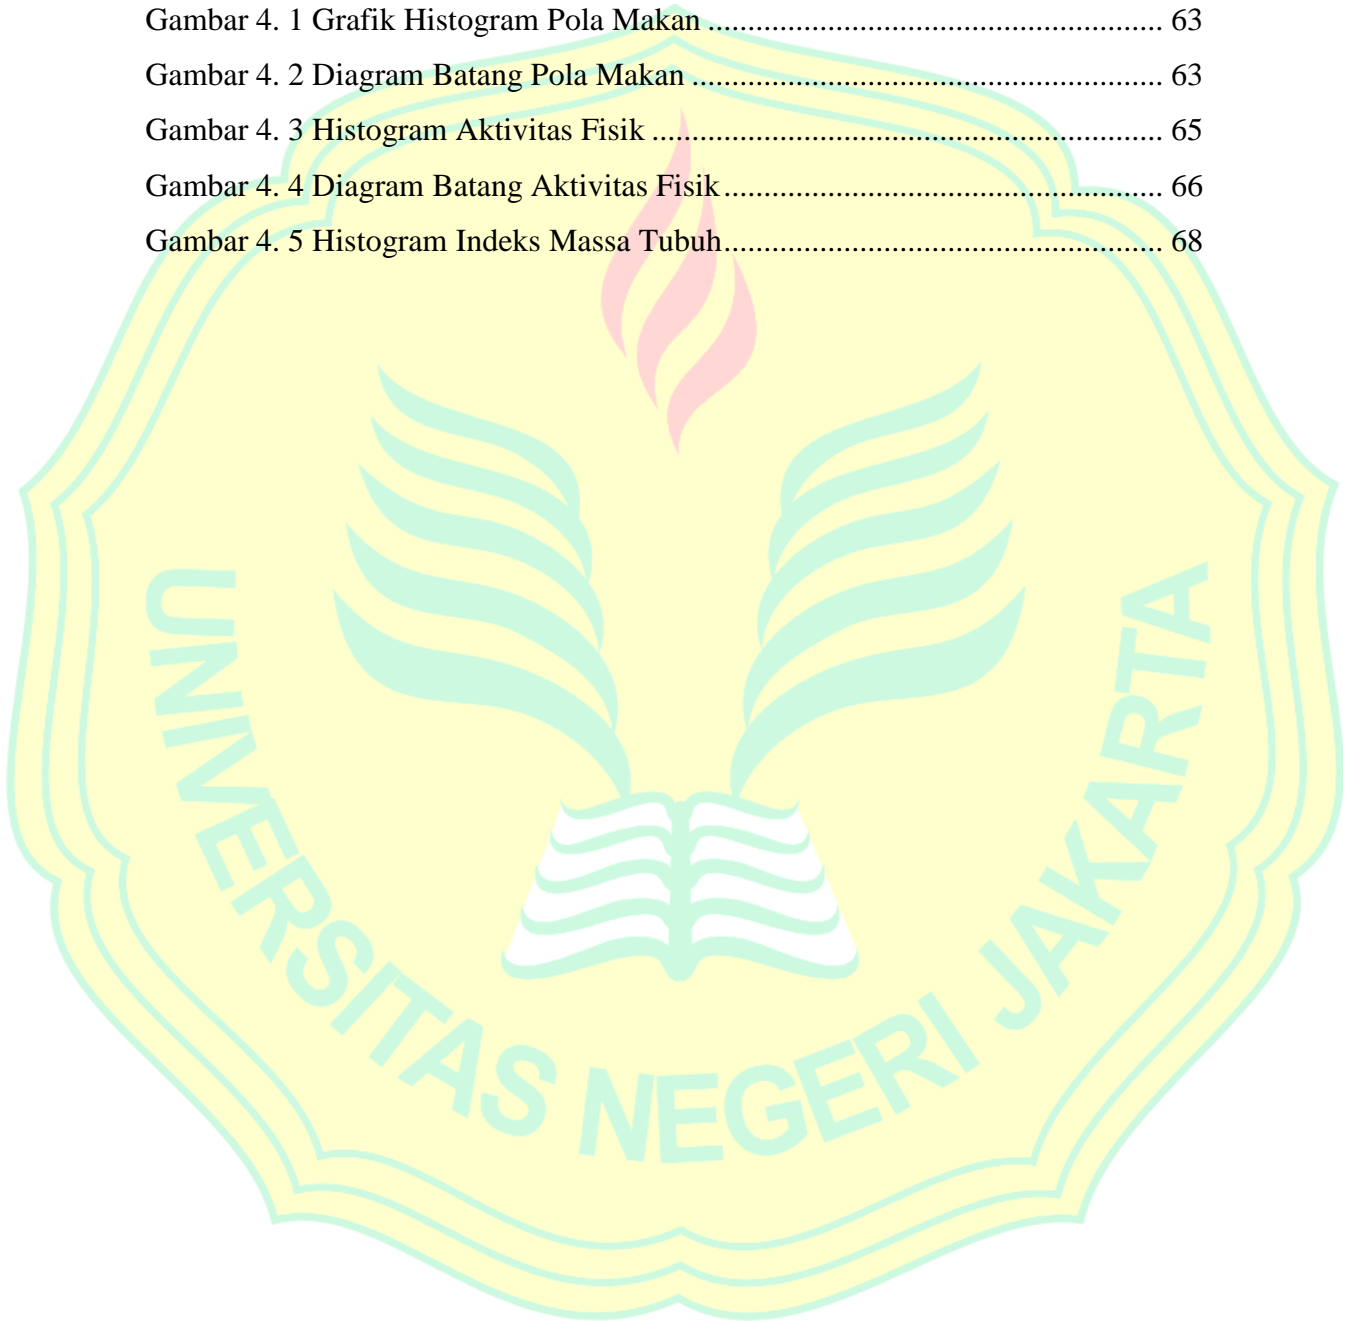 Gambar 4. 1 Grafik Histogram Pola Makan ......................................................... 63
Gambar 4. 2 Diagram Batang Pola Makan ........................................................... 63
Gambar 4. 3 Histogram Aktivitas Fisik ................................................................ 65
Gambar 4. 4 Diagram Batang Aktivitas Fisik ....................................................... 66
Gambar 4. 5 Histogram Indeks Massa Tubuh....................................................... 68
UNIVERSITAS NEGERI JAKARTA